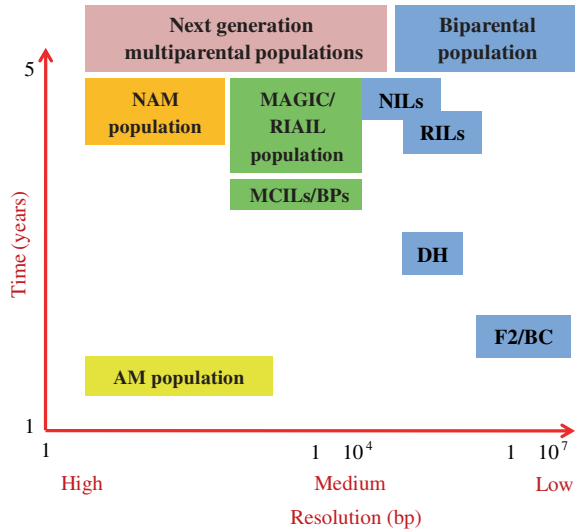 Next generation
multiparental populations
Biparental
population
5
NAM
population
MAGIC/
RIAIL
population
NILs
RILs
MCILs/BPs
DH
F2/BC
AM population
Time (years)
1
1
1 10⁴
1 10⁷
High
Medium
Low
Resolution (bp)